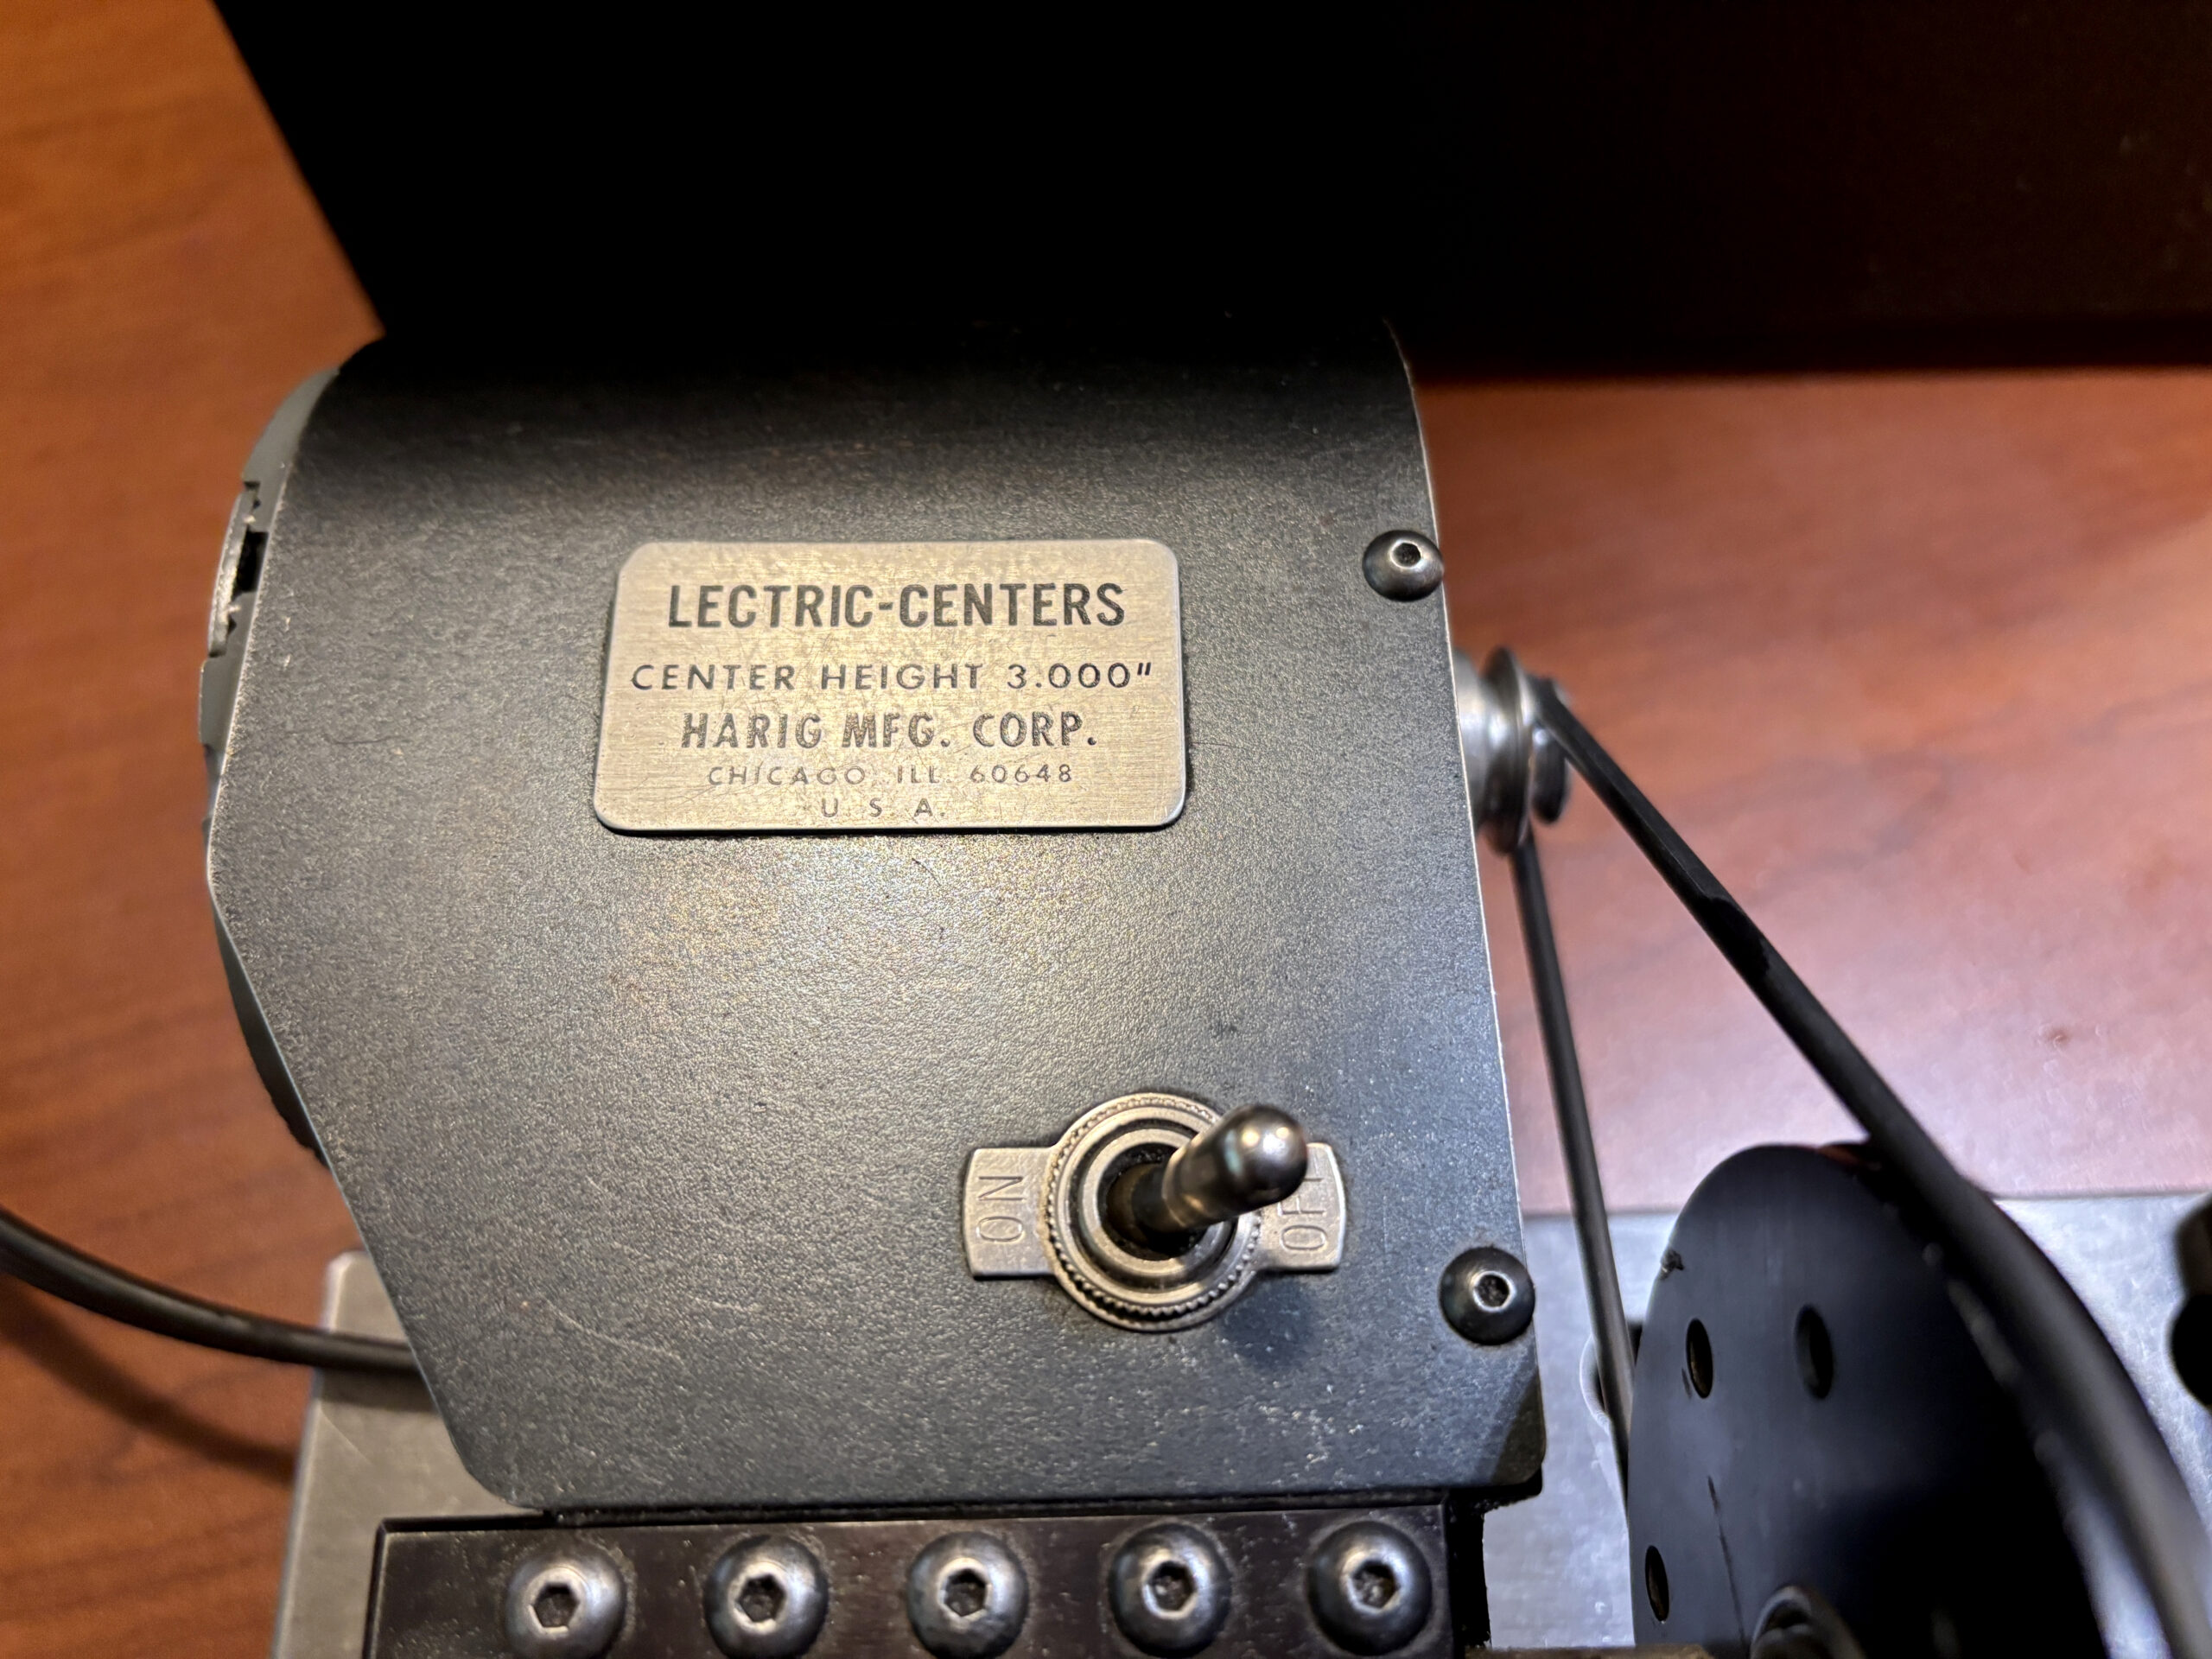 LECTRIC-CENTERS
CENTER HEIGHT 3.000"
HARIG MFG. CORP.
CHICAGO ILL 60648
U S A.
ON
OFF